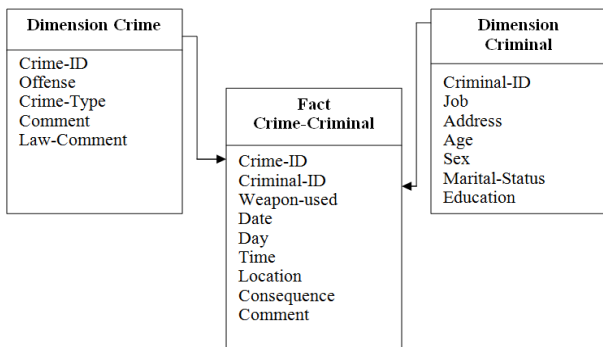 Dimension Crime
Crime-ID
Offense
Crime-Type
Comment
Law-Comment
Fact
Crime-Criminal
Crime-ID
Criminal-ID
Weapon-used
Date
Day
Time
Location
Consequence
Comment
Dimension
Criminal
Criminal-ID
Job
Address
Age
Sex
Marital-Status
Education